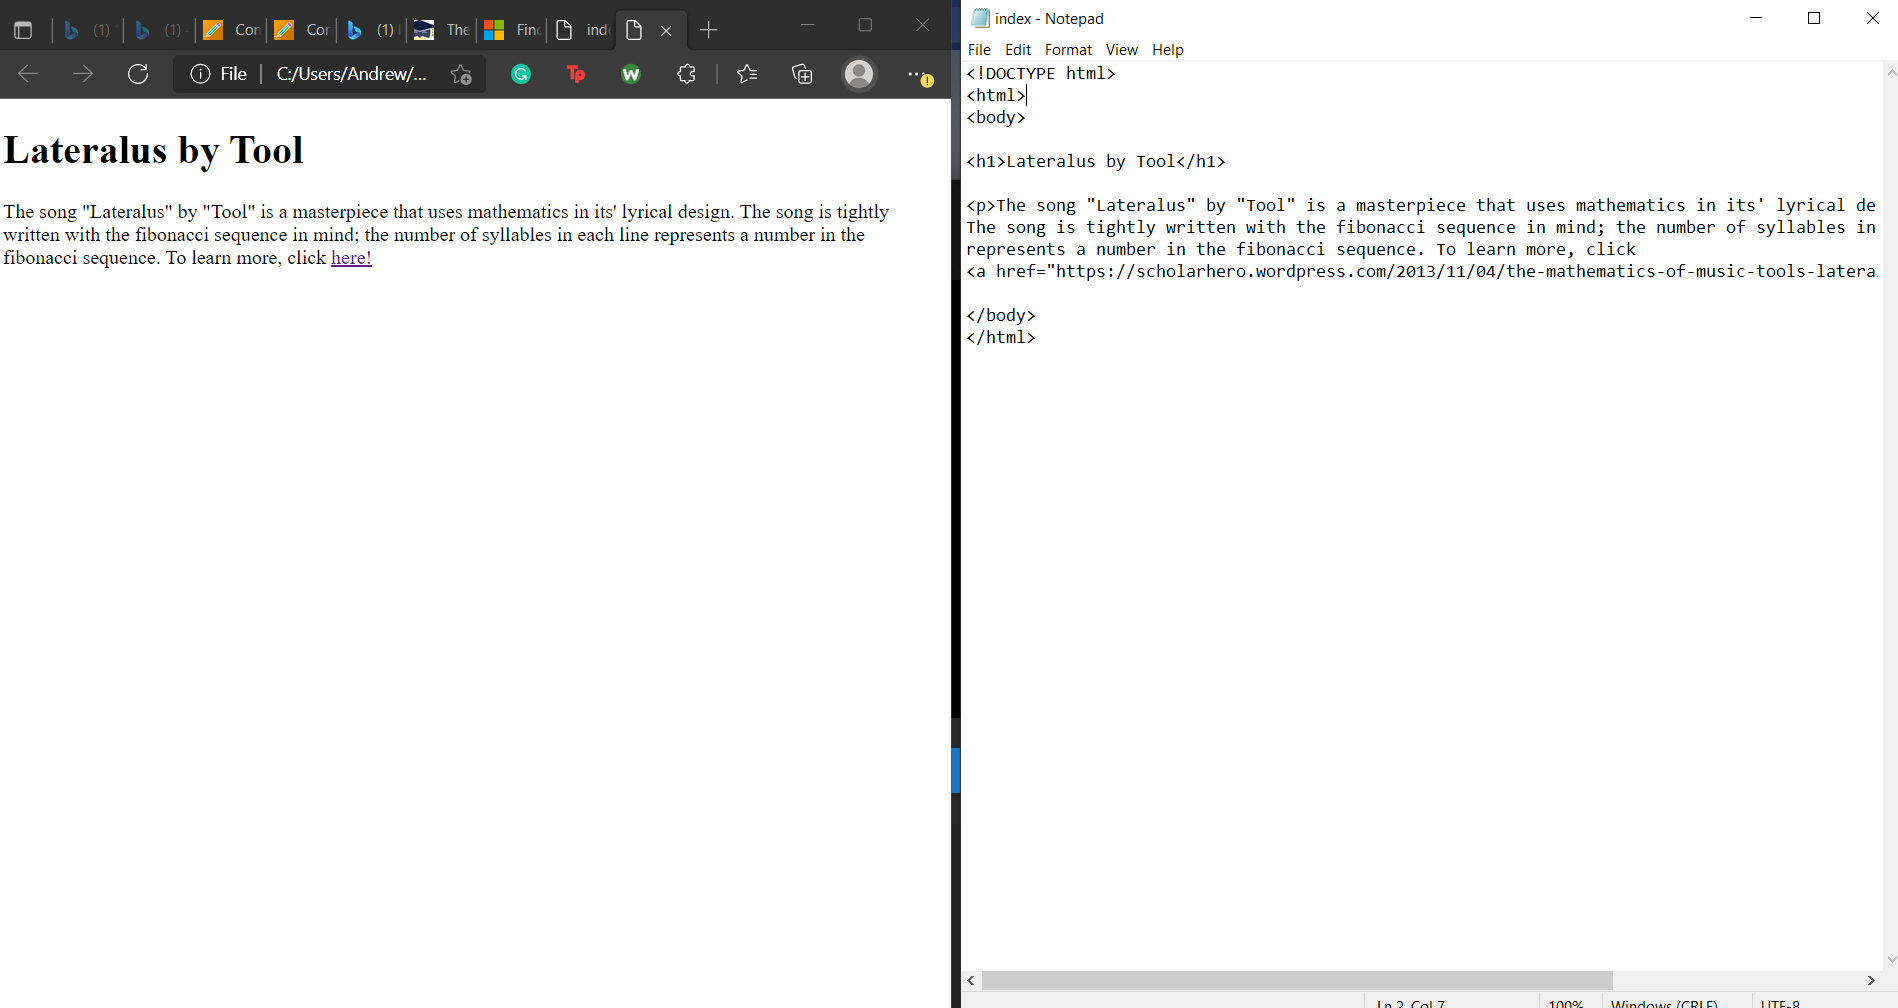 (1)
(1)
Con
Cor
(1)
The
Find
ind
File
C:/Users/Andrew/...
Lateralus by Tool
The song "Lateralus" by "Tool" is a masterpiece that uses mathematics in its' lyrical design. The song is tightly
written with the fibonacci sequence in mind; the number of syllables in each line represents a number in the
fibonacci sequence. To learn more, click here!
index - Notepad
File Edit Format View Help
<!DOCTYPE html>
<html>
<body>
<h1>Lateralus by Tool</h1>
<p>The song "Lateralus" by "Tool" is a masterpiece that uses mathematics in its' lyrical de
The song is tightly written with the fibonacci sequence in mind; the number of syllables in
represents a number in the fibonacci sequence. To learn more, click
<a href="https://scholarhero.wordpress.com/2013/11/04/the-mathematics-of-music-tools-latera
</body>
</html>
Ln 2, Col 7
100%
Windows (CRLF)
UTF-8